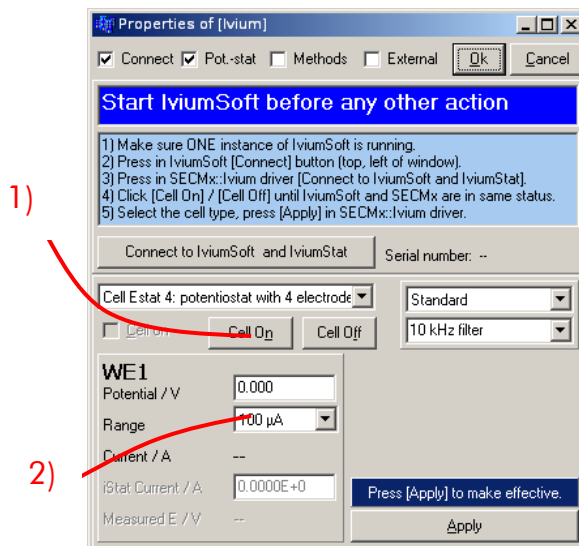 Properties of [Ivium]
Connect Pot.-stat Methods External Ok Cancel
Start IviumSoft before any other action
1) Make sure ONE instance of IviumSoft is running.
2) Press in IviumSoft [Connect] button (top, left of window).
3) Press in SECMx::Ivium driver [Connect to IviumSoft and IviumStat].
4) Click [Cell On] / [Cell Off] until IviumSoft and SECMx are in same status.
5) Select the cell type, press [Apply] in SECMx::Ivium driver.
1)
Connect to IviumSoft and IviumStat Serial number: --
Cell Estat 4: potentiostat with 4 electrode Standard
Cell on Cell On Cell Off 10 kHz filter
WE1
Potential / V 0.000
Range 100 µA
Current / A --
2)
iStat Current / A 0.0000E+0 Press [Apply] to make effective.
Measured E / V -- Apply